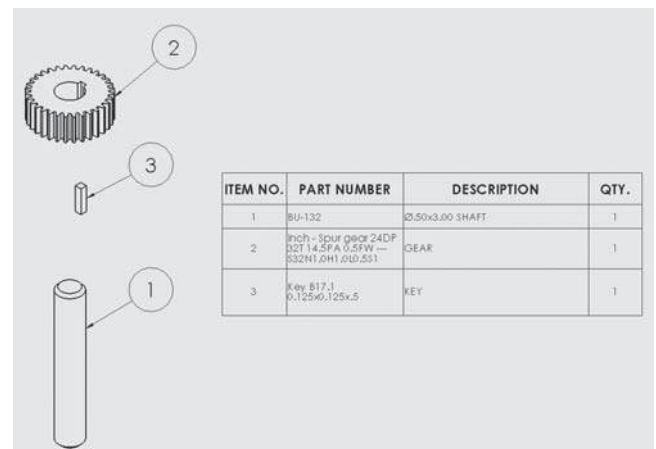 2
3
1
ITEM NO. PART NUMBER DESCRIPTION QTY.
1 BU-132 Ø.50x3.00 SHAFT 1
2 Inch - Spur gear 24DP 32T 14.5PA 0.5FW --- S32N1.0H1.0L0.5S1 GEAR 1
3 Key B17.1 0.125x0.125x.5 KEY 1